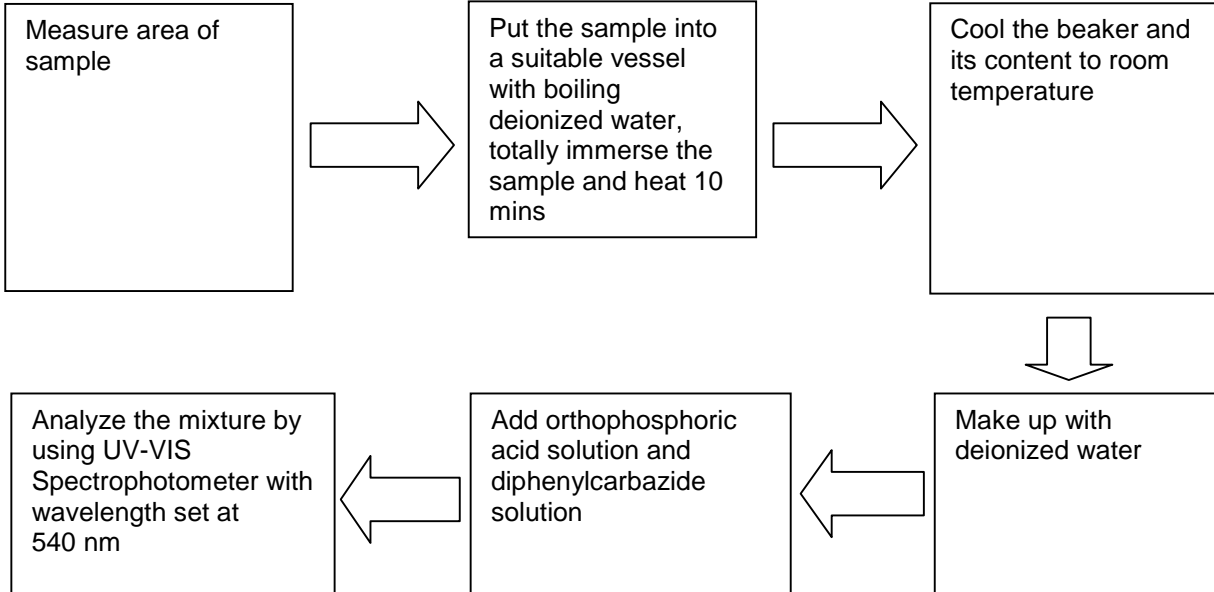 Measure area of
sample
Put the sample into
a suitable vessel
with boiling
deionized water,
totally immerse the
sample and heat 10
mins
Cool the beaker and
its content to room
temperature
Make up with
deionized water
Add orthophosphoric
acid solution and
diphenylcarbazide
solution
Analyze the mixture by
using UV-VIS
Spectrophotometer with
wavelength set at
540 nm